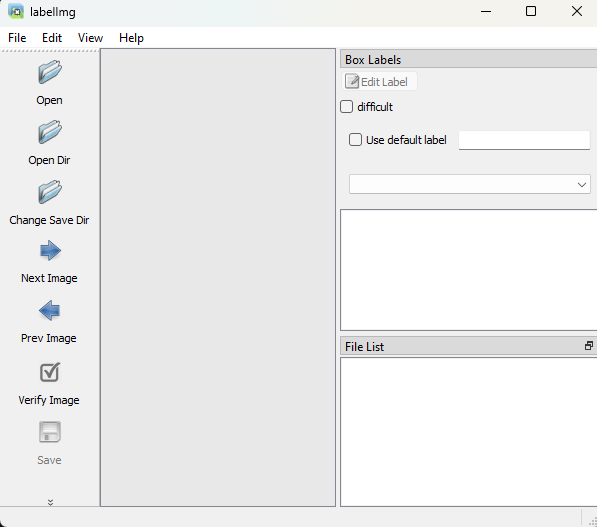 labelImg
File Edit View Help
Open
Open Dir
Change Save Dir
Next Image
Prev Image
Verify Image
Save
Box Labels
Edit Label
difficult
Use default label
File List